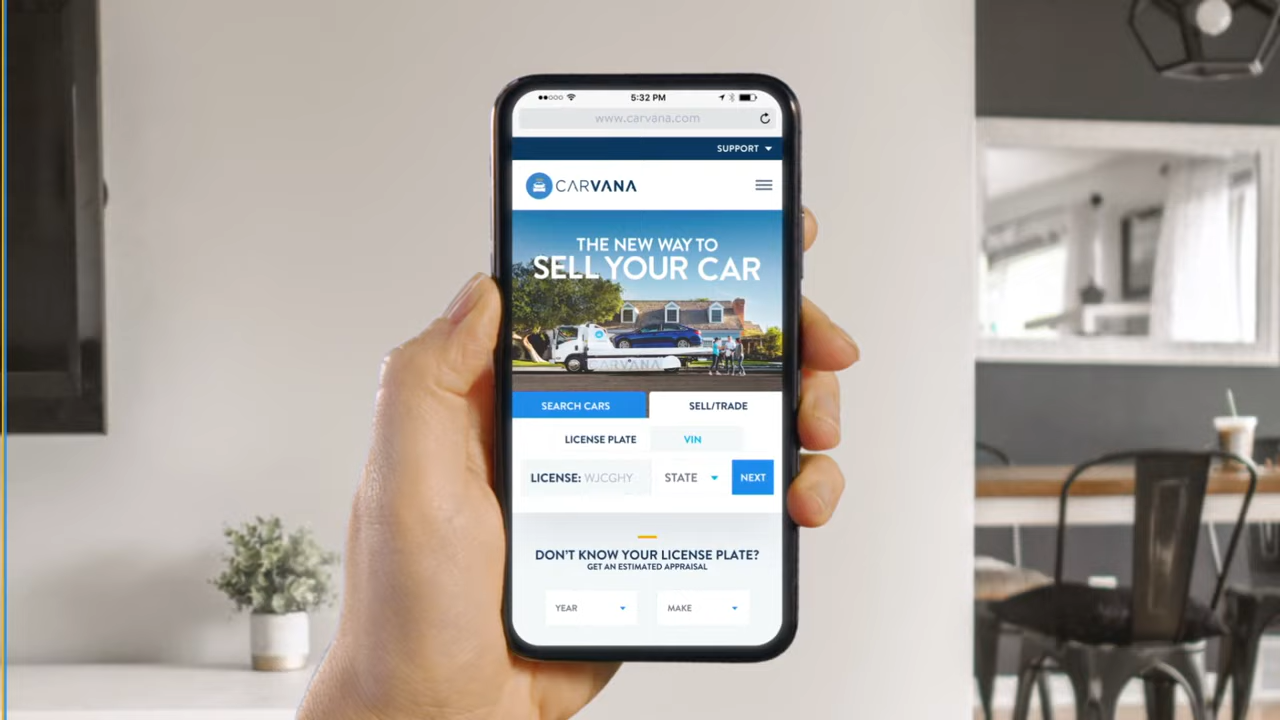 5:32 PM
www.carvana.com
SUPPORT
CARVANA
THE NEW WAY TO
SELL YOUR CAR
CARVANA
SEARCH CARS SELL/TRADE
LICENSE PLATE VIN
LICENSE: WJCGHY STATE NEXT
DON'T KNOW YOUR LICENSE PLATE?
GET AN ESTIMATED APPRAISAL
YEAR MAKE